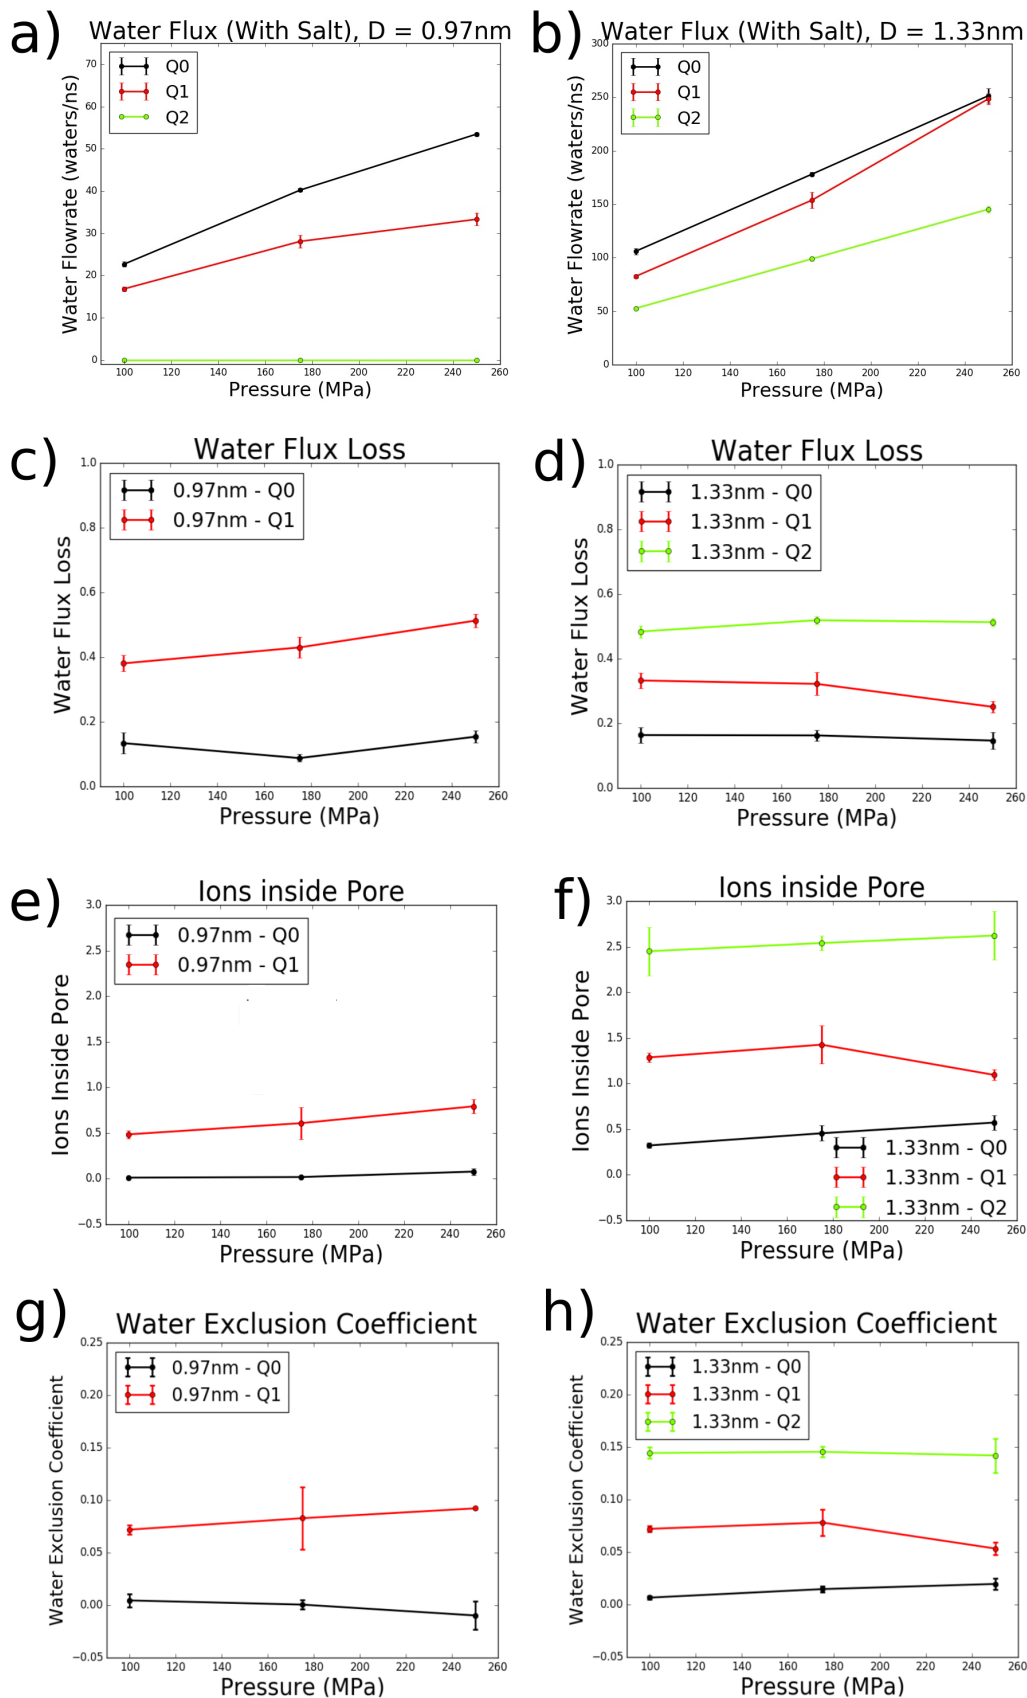 a)
Water Flux (With Salt), D = 0.97nm
Water Flowrate (waters/ns)
70
60
50
40
30
20
10
0
Q0
Q1
Q2
100 120 140 160 180 200 220 240 260
Pressure (MPa)
b)
Water Flux (With Salt), D = 1.33nm
Water Flowrate (waters/ns)
300
250
200
150
100
50
0
Q0
Q1
Q2
100 120 140 160 180 200 220 240 260
Pressure (MPa)
c)
Water Flux Loss
Water Flux Loss
1.0
0.8
0.6
0.4
0.2
0.0
0.97nm - Q0
0.97nm - Q1
100 120 140 160 180 200 220 240 260
Pressure (MPa)
d)
Water Flux Loss
Water Flux Loss
1.0
0.8
0.6
0.4
0.2
0.0
1.33nm - Q0
1.33nm - Q1
1.33nm - Q2
100 120 140 160 180 200 220 240 260
Pressure (MPa)
e)
Ions inside Pore
Ions Inside Pore
3.0
2.5
2.0
1.5
1.0
0.5
0.0
−0.5
0.97nm - Q0
0.97nm - Q1
100 120 140 160 180 200 220 240 260
Pressure (MPa)
f)
Ions inside Pore
Ions Inside Pore
3.0
2.5
2.0
1.5
1.0
0.5
0.0
−0.5
1.33nm - Q0
1.33nm - Q1
1.33nm - Q2
100 120 140 160 180 200 220 240 260
Pressure (MPa)
g)
Water Exclusion Coefficient
Water Exclusion Coefficient
0.25
0.20
0.15
0.10
0.05
0.00
−0.05
0.97nm - Q0
0.97nm - Q1
100 120 140 160 180 200 220 240 260
Pressure (MPa)
h)
Water Exclusion Coefficient
Water Exclusion Coefficient
0.25
0.20
0.15
0.10
0.05
0.00
−0.05
1.33nm - Q0
1.33nm - Q1
1.33nm - Q2
100 120 140 160 180 200 220 240 260
Pressure (MPa)